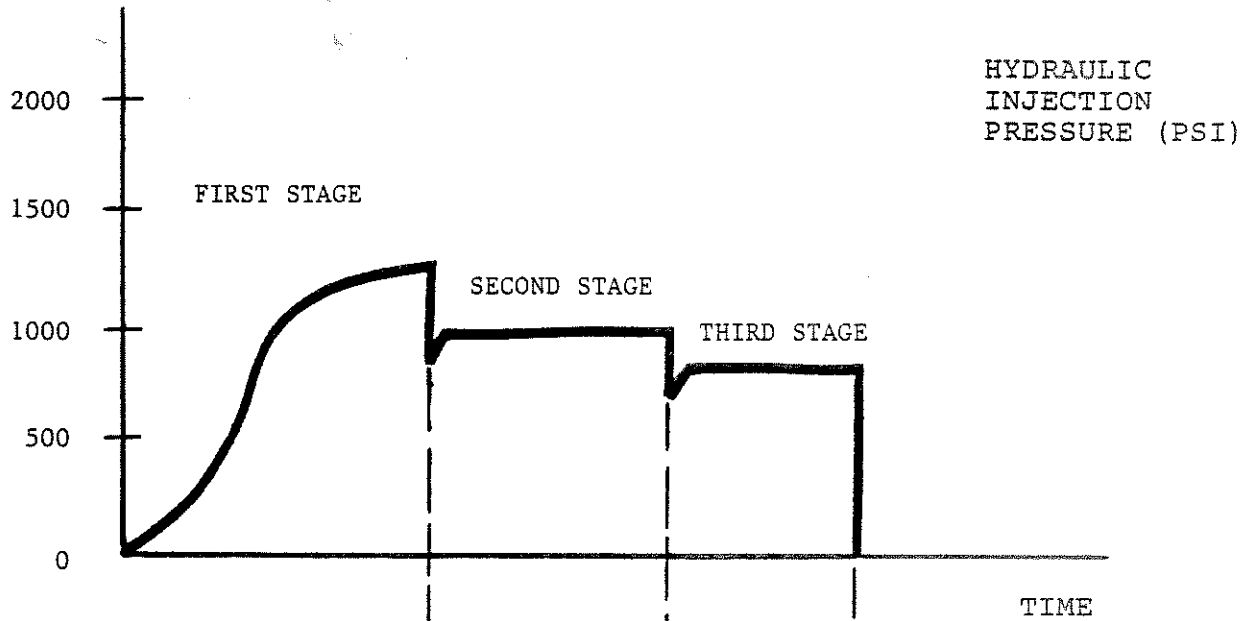 HYDRAULIC
INJECTION
PRESSURE (PSI)
2000
1500
FIRST STAGE
SECOND STAGE
1000
THIRD STAGE
500
0
TIME